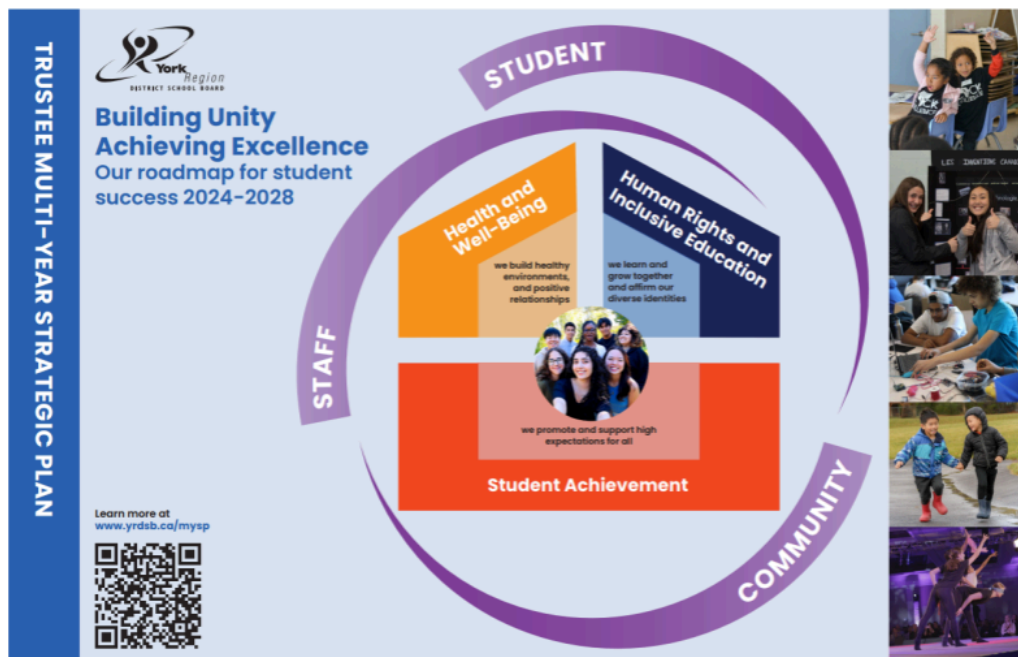 TRUSTEE MULTI-YEAR STRATEGIC PLAN
York
Region
DISTRICT SCHOOL BOARD
Building Unity
Achieving Excellence
Our roadmap for student
success 2024-2028
STUDENT
STAFF
COMMUNITY
Health and
Well-Being
we build healthy
environments,
and positive
relationships
Human Rights and
Inclusive Education
we learn and
grow together
and affirm our
diverse identities
we promote and support high
expectations for all
Student Achievement
Learn more at
www.yrdsb.ca/mysp